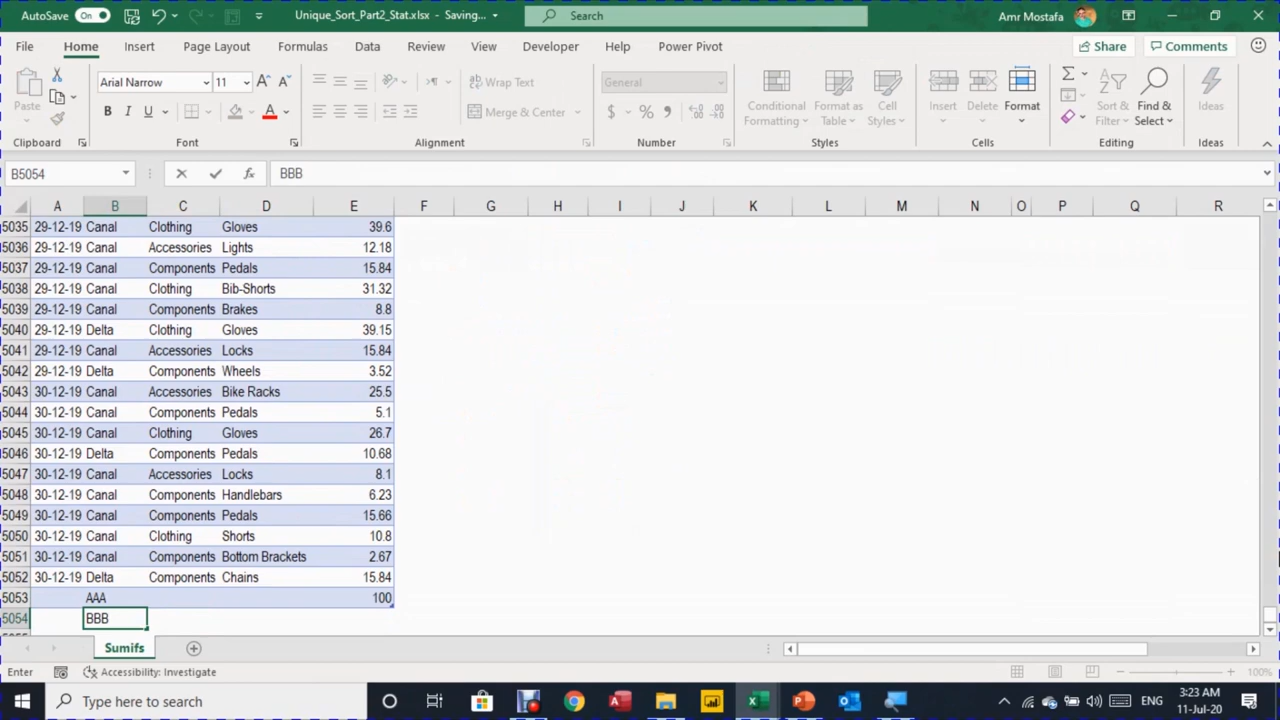 AutoSave On Unique_Sort_Part2_Stat.xlsx - Saving... Search Amr Mostafa
File Home Insert Page Layout Formulas Data Review View Developer Help Power Pivot Share Comments
Arial Narrow 11 A A Wrap Text General
Paste B I U A Merge & Center $ % Conditional Formatting Format as Table Cell Styles Insert Delete Format Sort & Filter Find & Select Ideas
Clipboard Font Alignment Number Styles Cells Editing Ideas
B5054 fx BBB
A B C D E F G H I J K L M N O P Q R
5035 29-12-19 Canal Clothing Gloves 39.6
5036 29-12-19 Canal Accessories Lights 12.18
5037 29-12-19 Canal Components Pedals 15.84
5038 29-12-19 Canal Clothing Bib-Shorts 31.32
5039 29-12-19 Canal Components Brakes 8.8
5040 29-12-19 Delta Clothing Gloves 39.15
5041 29-12-19 Canal Accessories Locks 15.84
5042 29-12-19 Delta Components Wheels 3.52
5043 30-12-19 Canal Accessories Bike Racks 25.5
5044 30-12-19 Canal Components Pedals 5.1
5045 30-12-19 Canal Clothing Gloves 26.7
5046 30-12-19 Delta Components Pedals 10.68
5047 30-12-19 Canal Accessories Locks 8.1
5048 30-12-19 Canal Components Handlebars 6.23
5049 30-12-19 Canal Components Pedals 15.66
5050 30-12-19 Canal Clothing Shorts 10.8
5051 30-12-19 Canal Components Bottom Brackets 2.67
5052 30-12-19 Delta Components Chains 15.84
5053 AAA 100
5054 BBB
Sumifs
Enter Accessibility: Investigate 100%
Type here to search ENG 3:23 AM
11-Jul-20